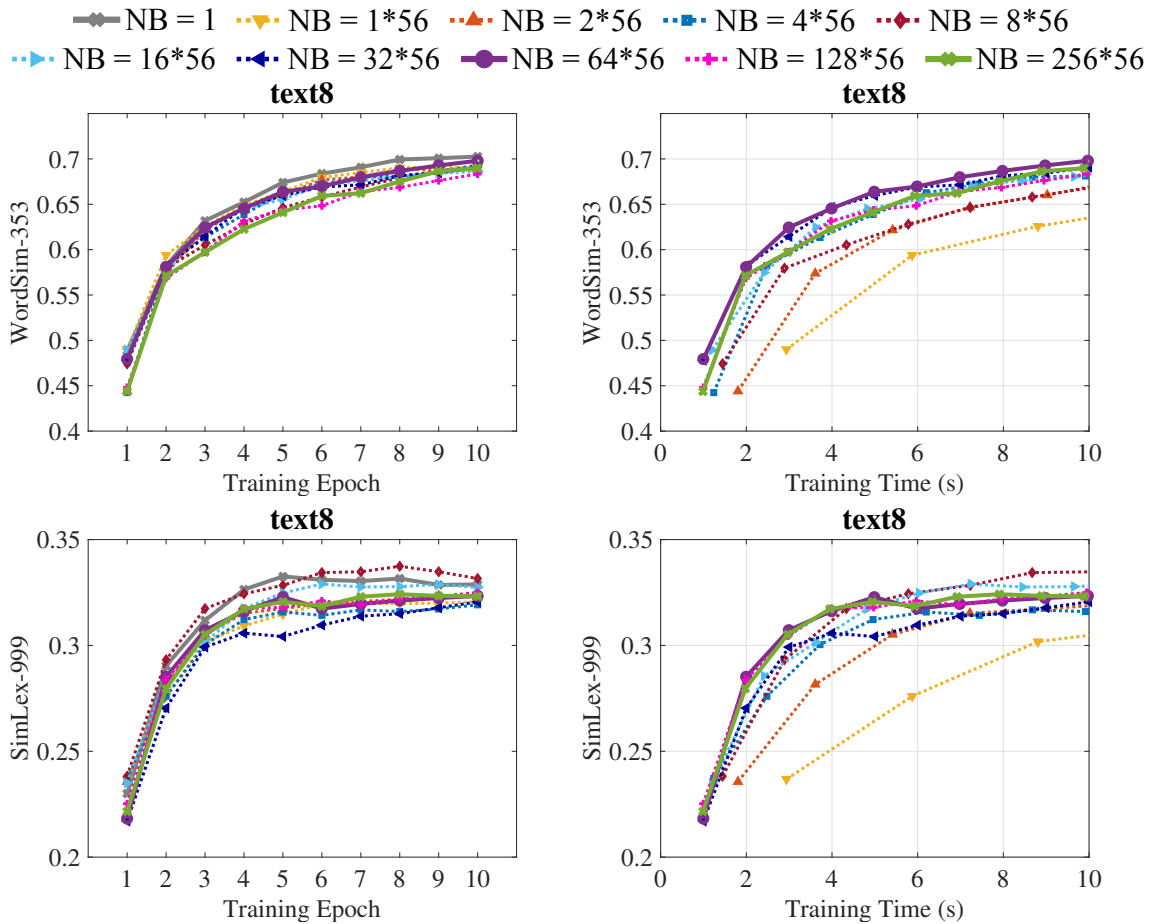 NB = 1 NB = 1*56 NB = 2*56 NB = 4*56 NB = 8*56
NB = 16*56 NB = 32*56 NB = 64*56 NB = 128*56 NB = 256*56
text8
0.7
0.65
0.6
0.55
0.5
0.45
0.4
WordSim-353
1 2 3 4 5 6 7 8 9 10
Training Epoch
text8
0.7
0.65
0.6
0.55
0.5
0.45
0.4
WordSim-353
0 2 4 6 8 10
Training Time (s)
text8
0.35
0.3
0.25
0.2
SimLex-999
1 2 3 4 5 6 7 8 9 10
Training Epoch
text8
0.35
0.3
0.25
0.2
SimLex-999
0 2 4 6 8 10
Training Time (s)